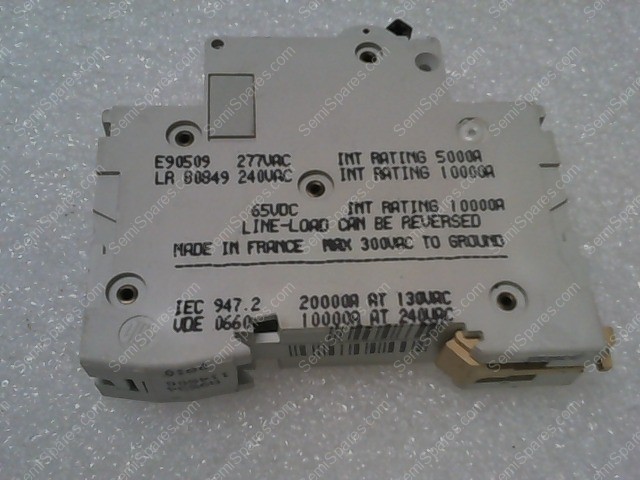 E90509 277VAC INT RATING 5000A
LR 80849 240VAC INT RATING 10000A
65VDC INT RATING 10000A
LINE-LOAD CAN BE REVERSED
MADE IN FRANCE MAX 300VAC TO GROUND
IEC 947.2 20000A AT 130VAC
VDE 0660 10000A AT 240VAC
SemiSpares.com